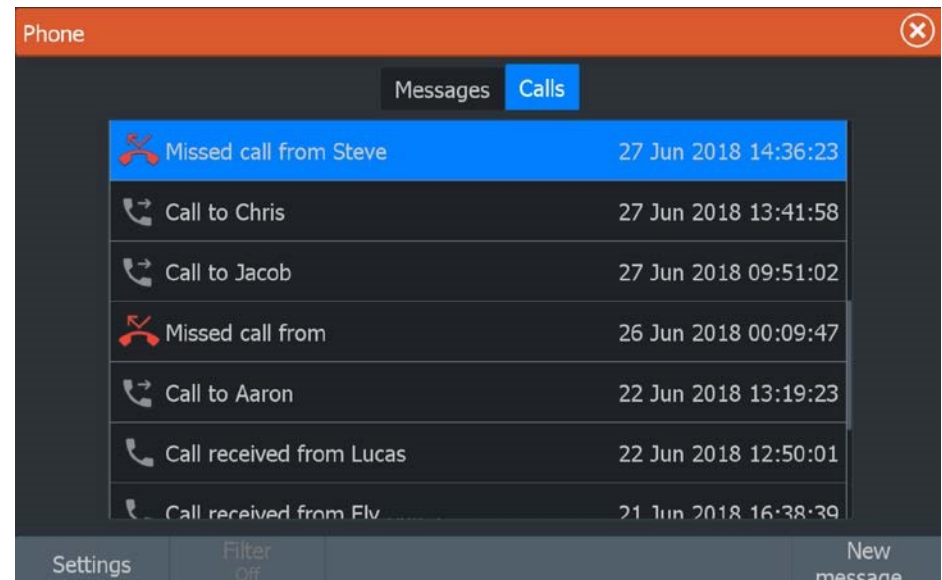 Phone
Messages Calls
Missed call from Steve 27 Jun 2018 14:36:23
Call to Chris 27 Jun 2018 13:41:58
Call to Jacob 27 Jun 2018 09:51:02
Missed call from 26 Jun 2018 00:09:47
Call to Aaron 22 Jun 2018 13:19:23
Call received from Lucas 22 Jun 2018 12:50:01
Call received from 21 Jun 2018 16:38:39
Settings Filter New
Off message